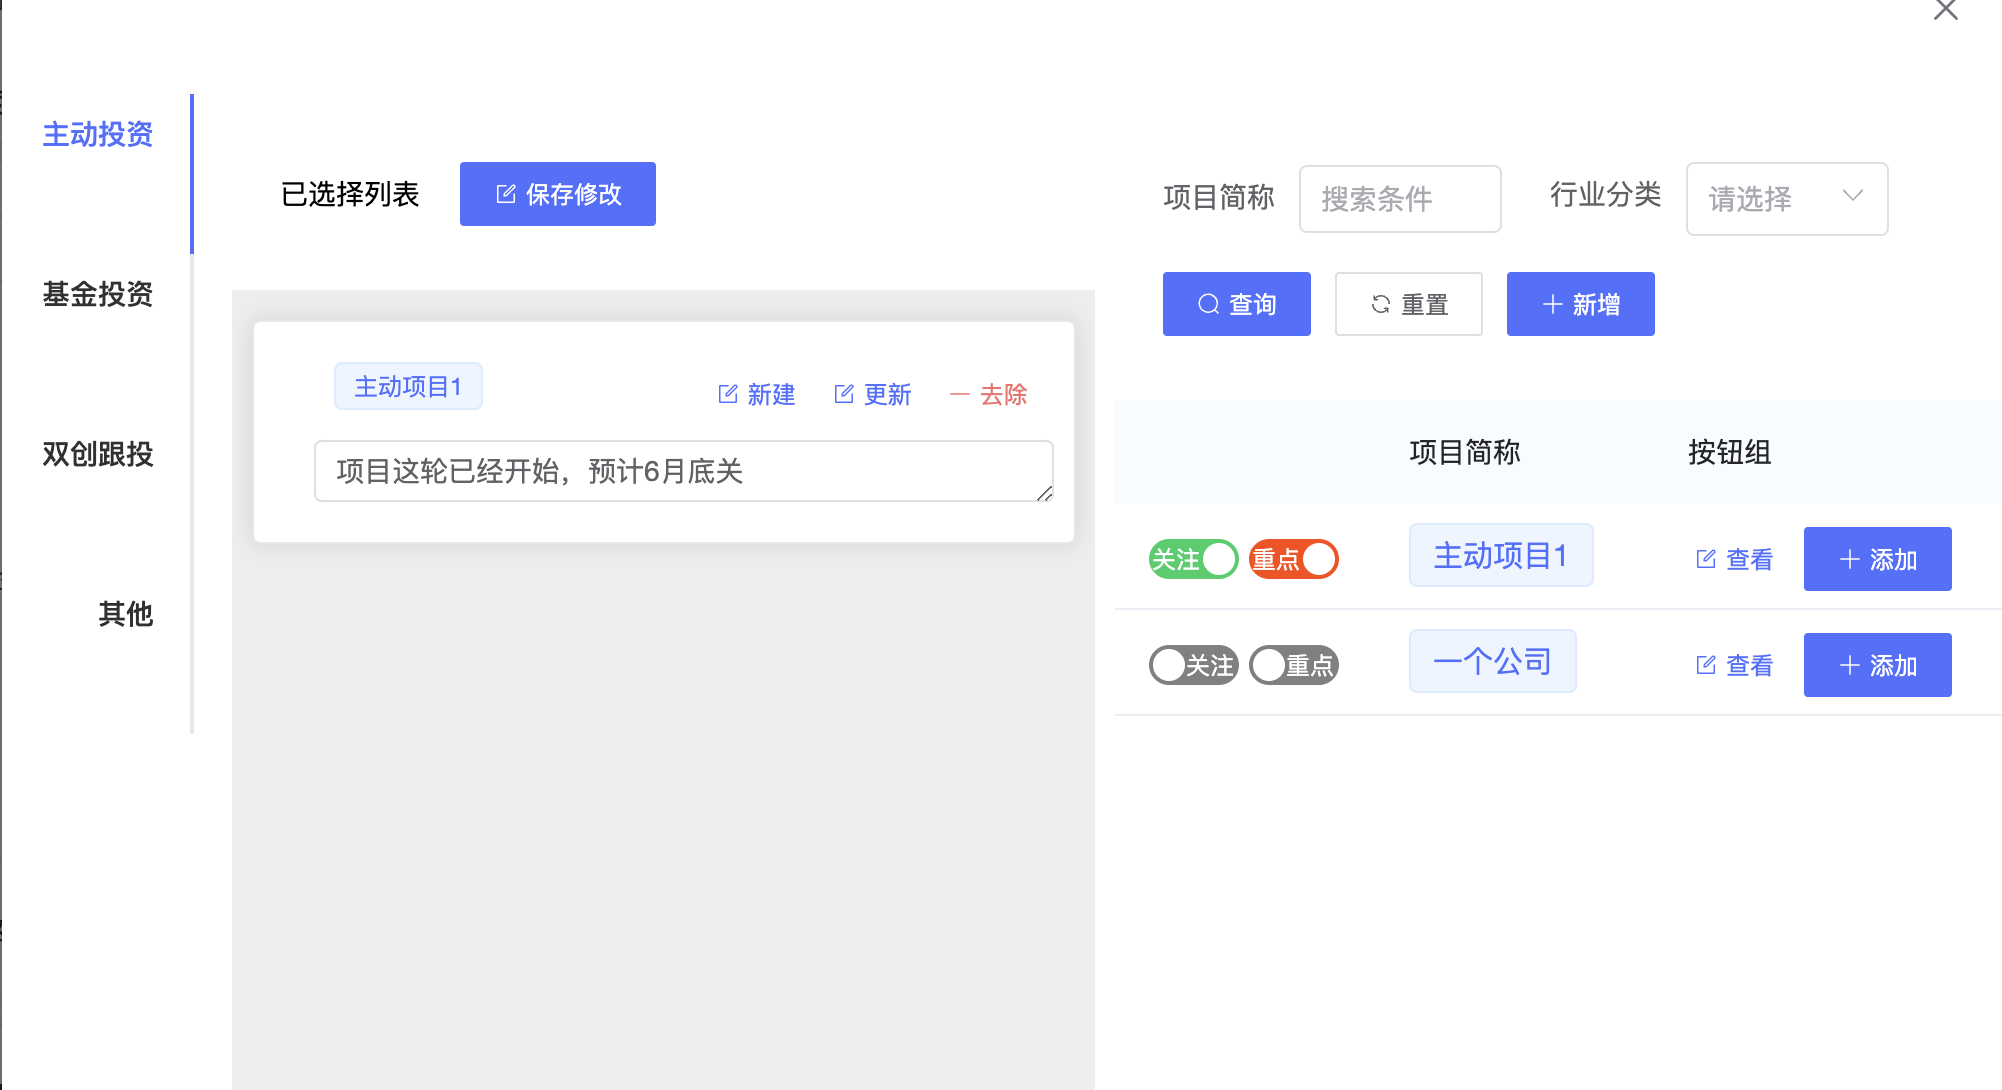 主动投资
基金投资
双创跟投
其他
已选择列表 保存修改
主动项目1 新建 更新 去除
项目这轮已经开始，预计6月底关
项目简称 搜索条件 行业分类 请选择
查询 重置 新增
项目简称 按钮组
关注 重点 主动项目1 查看 添加
关注 重点 一个公司 查看 添加